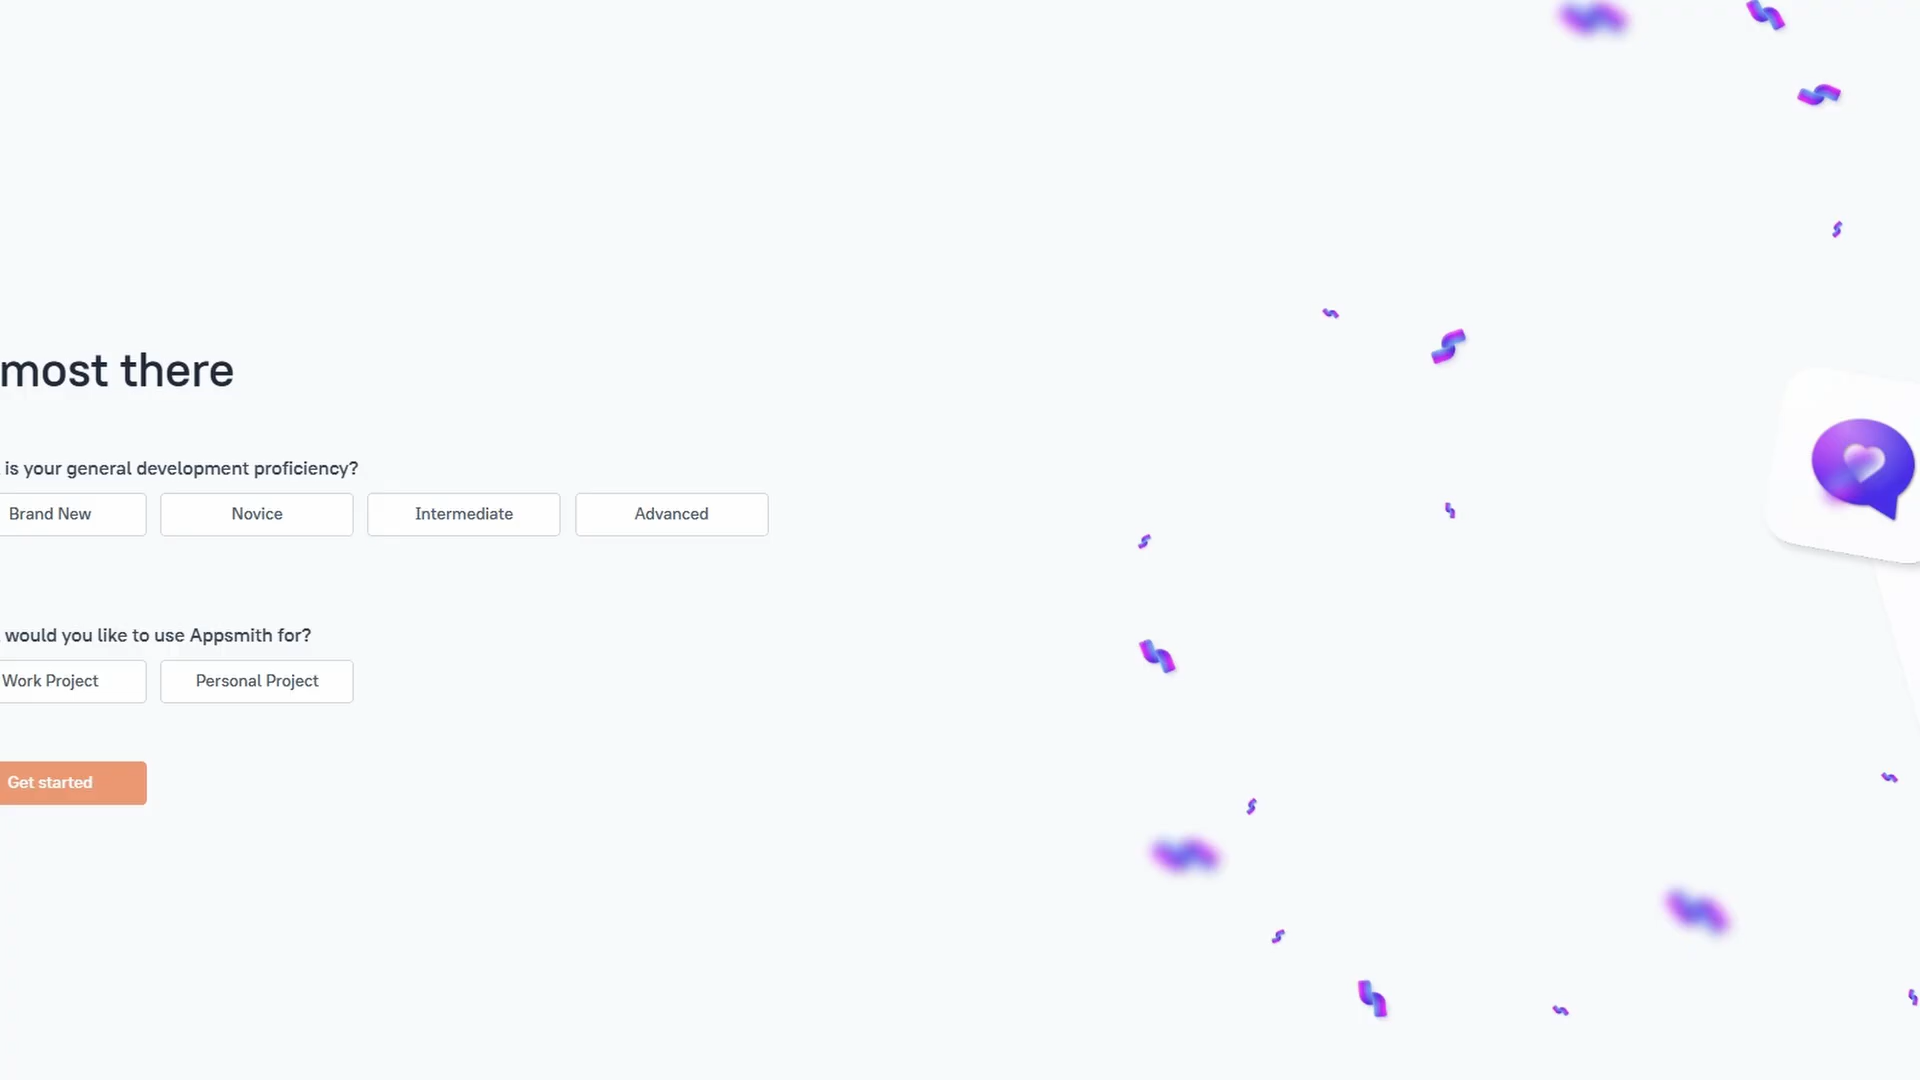 most there
is your general development proficiency?
Brand New
Novice
Intermediate
Advanced
would you like to use Appsmith for?
Work Project
Personal Project
Get started